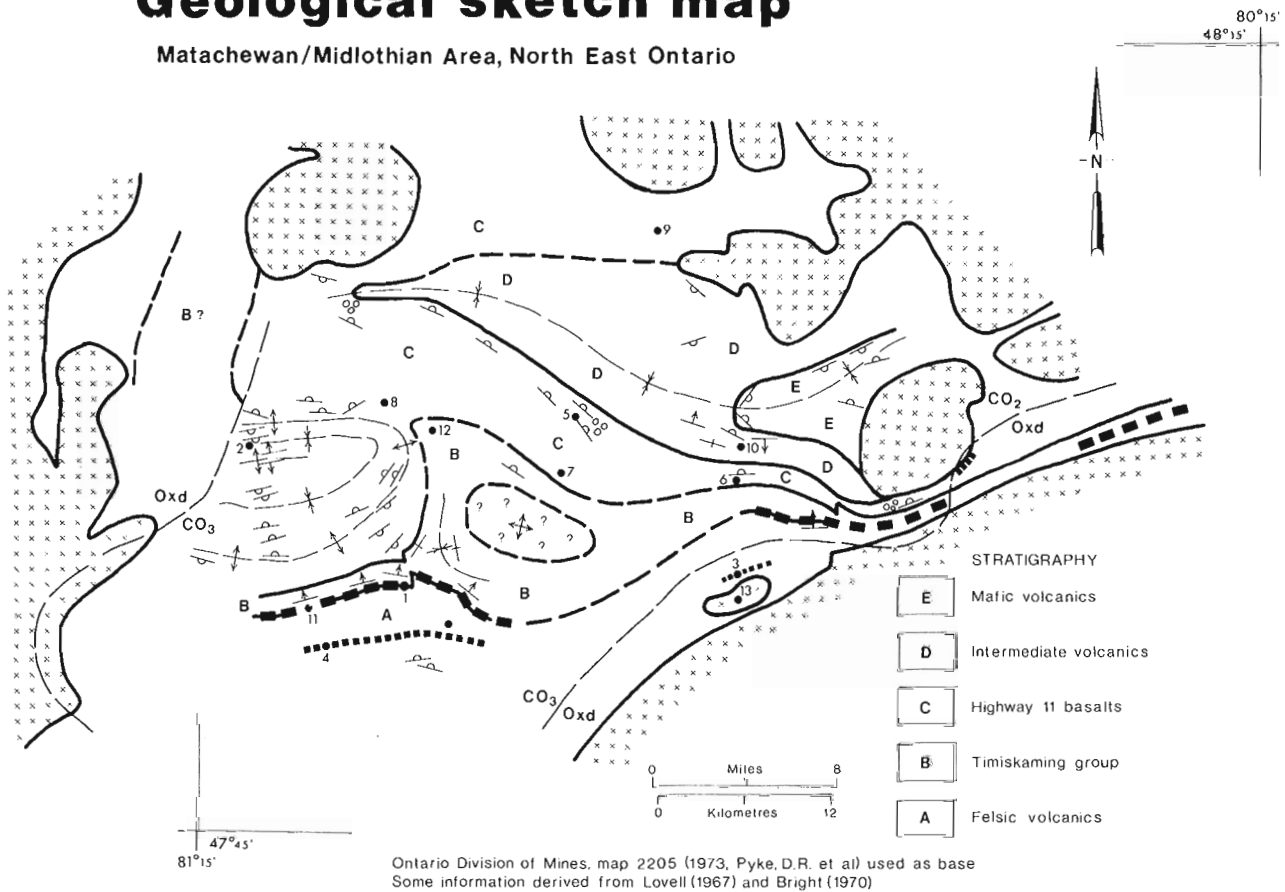 Geological sketch map
Matachewan/Midlothian Area, North East Ontario
80°15'
48°15'
N
C
9
D
B ?
C
D
D
E
8
5
CO₂
E
Oxd
12
2
B
C
10
7
D
6
C
Oxd
B
CO₃
3
13
B
1
B
11
A
4
CO₃
Oxd
STRATIGRAPHY
E Mafic volcanics
D Intermediate volcanics
C Highway 11 basalts
B Timiskaming group
A Felsic volcanics
0 Miles 8
0 Kilometres 12
47°45'
81°15'
? ? ? ? ? ?
Ontario Division of Mines, map 2205 (1973, Pyke, D.R. et al) used as base
Some information derived from Lovell (1967) and Bright (1970)